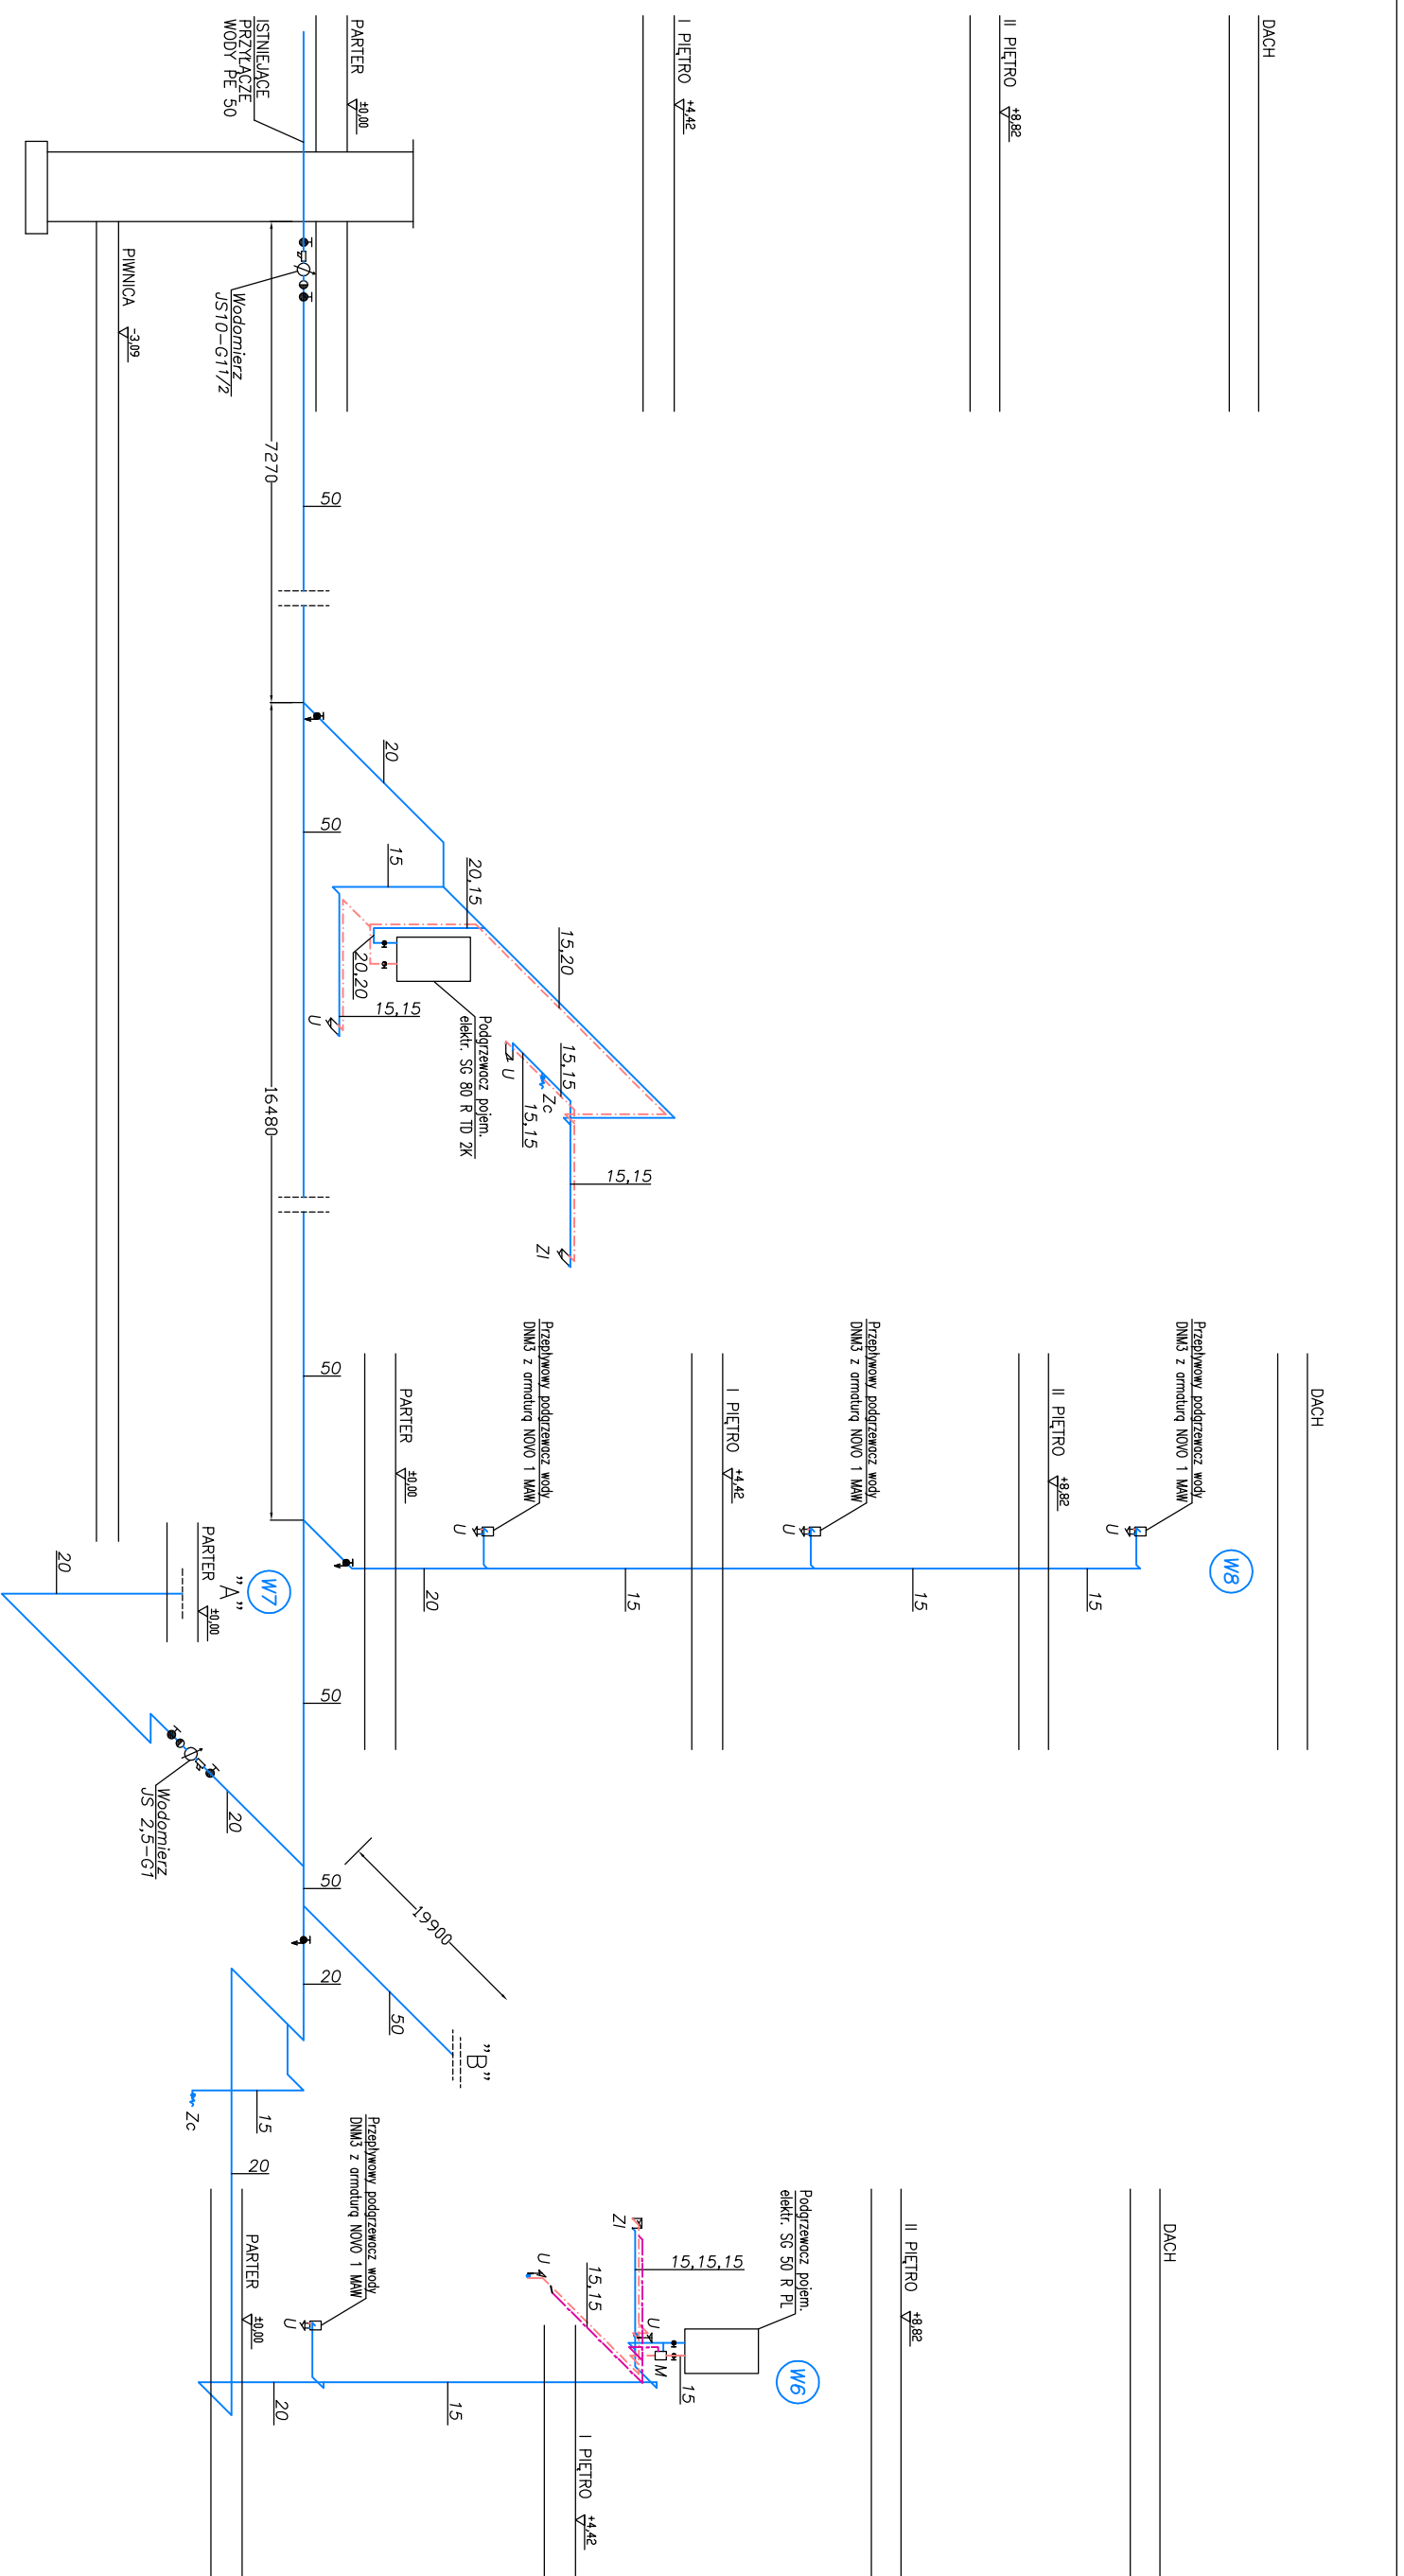 DACH
II PIĘTRO
+8,82
I PIĘTRO
+4,42
PARTER
±0,00
ISTNIEJĄCE
PRZYŁĄCZE
WODY PE 50
PIWNICA
-3,09
Wodomierz
JS10-G11/2
7270
50
20
50
15
20,15
15,20
20,20
15,15
U
Podgrzewacz pojem.
elektr. SG 80 R TD 2K
U
15,15
Zc
15,15
15,15
Zl
16480
50
DACH
II PIĘTRO
+8,82
I PIĘTRO
+4,42
PARTER
±0,00
Przepływowy podgrzewacz wody
DNM3 z armaturą NOVO 1 MAW
U
Przepływowy podgrzewacz wody
DNM3 z armaturą NOVO 1 MAW
U
Przepływowy podgrzewacz wody
DNM3 z armaturą NOVO 1 MAW
U
W8
15
15
15
20
W7
"A"
PARTER
±0,00
20
50
Wodomierz
JS 2,5-G1
20
50
19900
20
50
"B"
Zc
15
20
Przepływowy podgrzewacz wody
DNM3 z armaturą NOVO 1 MAW
U
PARTER
±0,00
20
15
DACH
II PIĘTRO
+8,82
Podgrzewacz pojem.
elektr. SG 50 R PL
W6
Zl
15,15,15
U
15,15
U
M
15
I PIĘTRO
+4,42